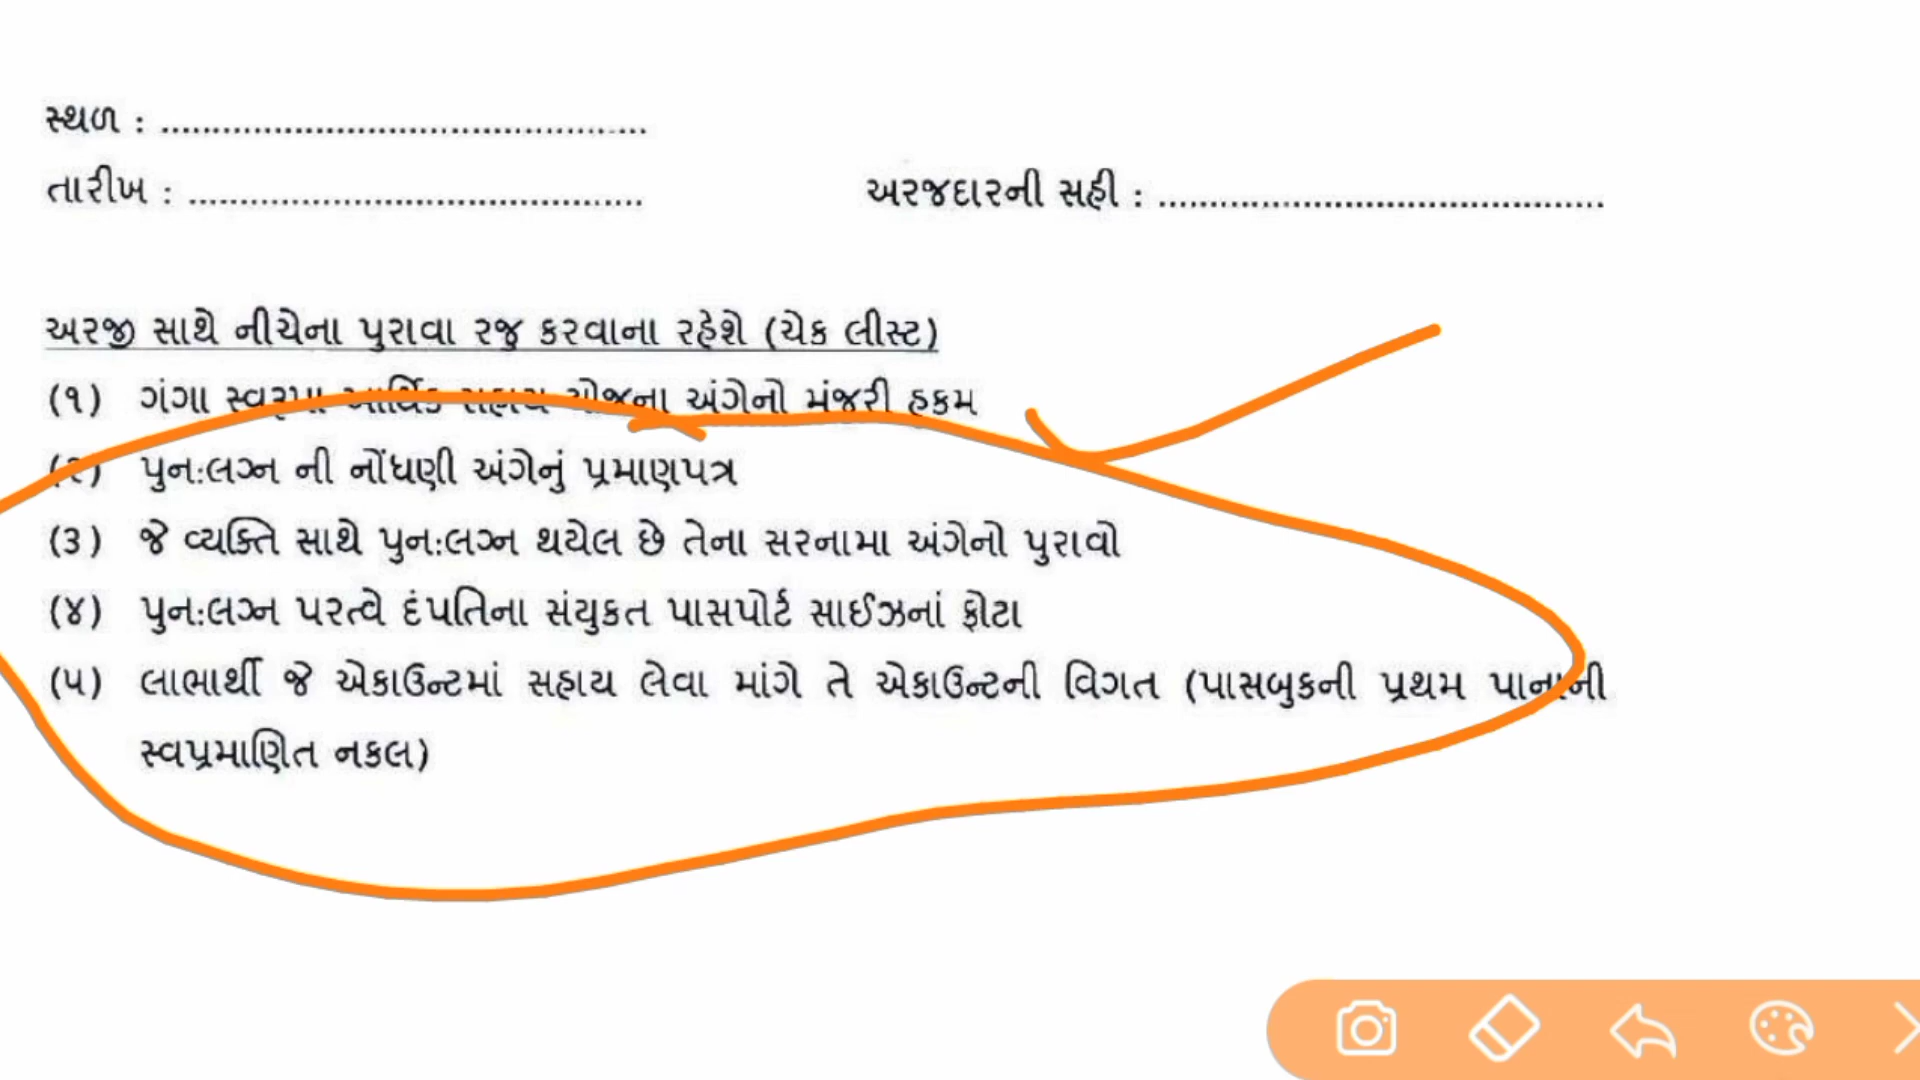 સ્થળ : ................................................
તારીખ : ............................................. અરજદારની સહી : ............................................
અરજી સાથે નીચેના પુરાવા રજુ કરવાના રહેશે (ચેક લીસ્ટ)
(૧) ગંગા સ્વરૂપા આર્થિક સહાય યોજના અંગેનો મંજૂરી હુકમ
(૨) પુન:લગ્ન ની નોંધણી અંગેનું પ્રમાણપત્ર
(૩) જે વ્યક્તિ સાથે પુન:લગ્ન થયેલ છે તેના સરનામા અંગેનો પુરાવો
(૪) પુન:લગ્ન પરત્વે દંપતિના સંયુકત પાસપોર્ટ સાઈઝનાં ફોટા
(૫) લાભાર્થી જે એકાઉન્ટમાં સહાય લેવા માંગે તે એકાઉન્ટની વિગત (પાસબુકની પ્રથમ પાનાની
સ્વપ્રમાણિત નકલ)